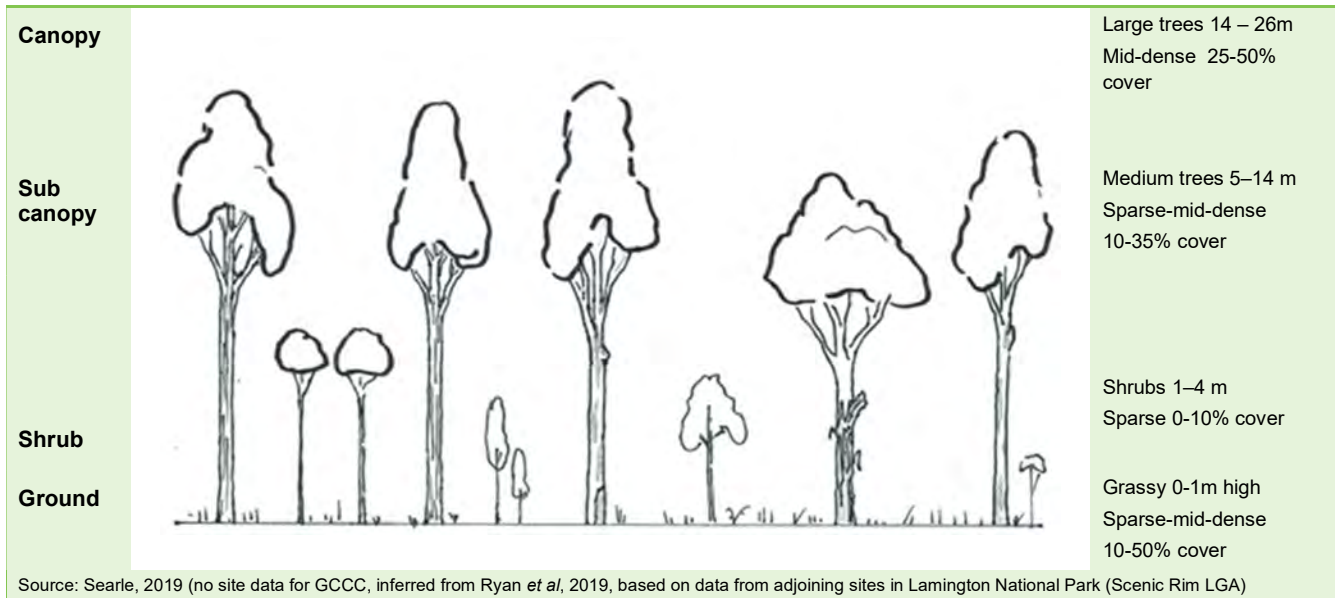 Canopy
Large trees 14 – 26m
Mid-dense 25-50%
cover
Sub
canopy
Medium trees 5–14 m
Sparse-mid-dense
10-35% cover
Shrub
Shrubs 1–4 m
Sparse 0-10% cover
Ground
Grassy 0-1m high
Sparse-mid-dense
10-50% cover
Source: Searle, 2019 (no site data for GCCC, inferred from Ryan et al, 2019, based on data from adjoining sites in Lamington National Park (Scenic Rim LGA)